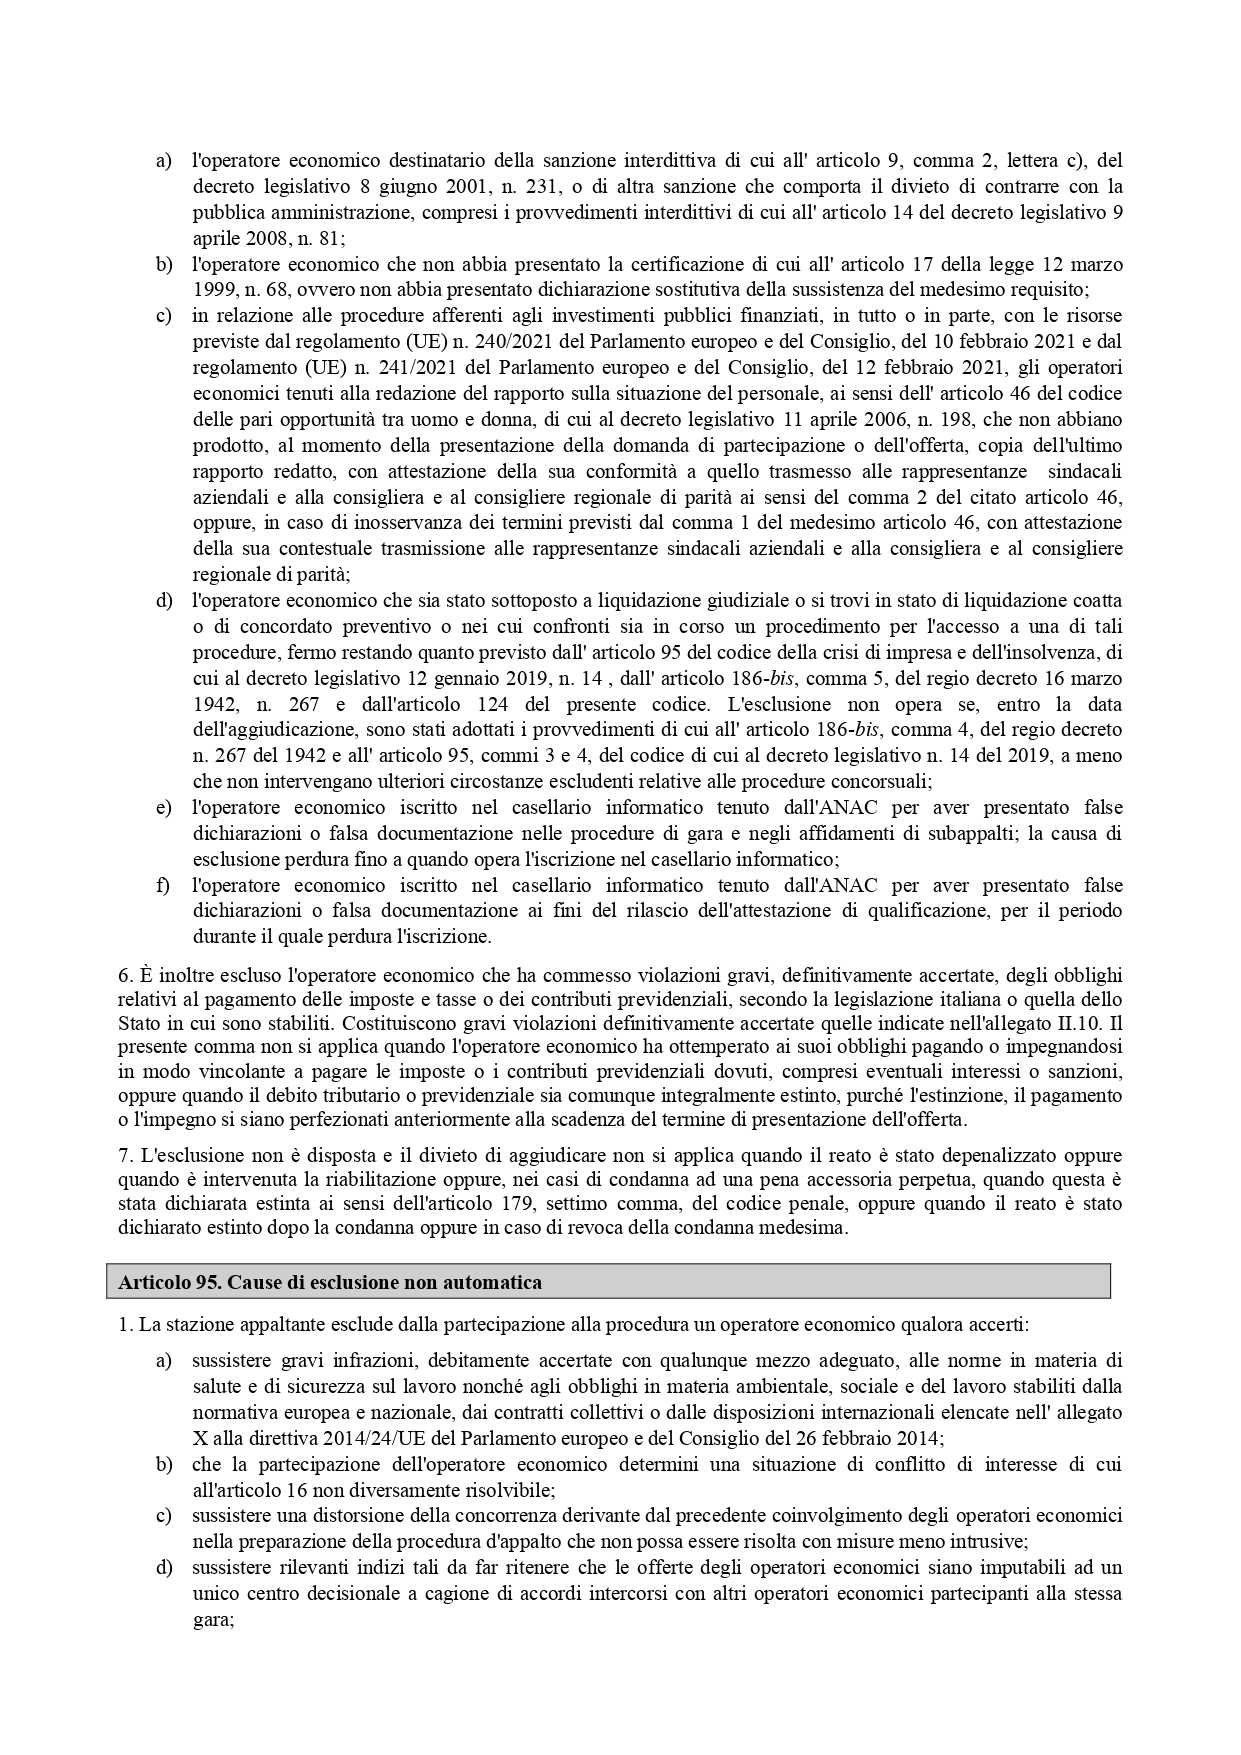 a) l'operatore economico destinatario della sanzione interdittiva di cui all' articolo 9, comma 2, lettera c), del
decreto legislativo 8 giugno 2001, n. 231, o di altra sanzione che comporta il divieto di contrarre con la
pubblica amministrazione, compresi i provvedimenti interdittivi di cui all' articolo 14 del decreto legislativo 9
aprile 2008, n. 81;
b) l'operatore economico che non abbia presentato la certificazione di cui all' articolo 17 della legge 12 marzo
1999, n. 68, ovvero non abbia presentato dichiarazione sostitutiva della sussistenza del medesimo requisito;
c) in relazione alle procedure afferenti agli investimenti pubblici finanziati, in tutto o in parte, con le risorse
previste dal regolamento (UE) n. 240/2021 del Parlamento europeo e del Consiglio, del 10 febbraio 2021 e dal
regolamento (UE) n. 241/2021 del Parlamento europeo e del Consiglio, del 12 febbraio 2021, gli operatori
economici tenuti alla redazione del rapporto sulla situazione del personale, ai sensi dell' articolo 46 del codice
delle pari opportunità tra uomo e donna, di cui al decreto legislativo 11 aprile 2006, n. 198, che non abbiano
prodotto, al momento della presentazione della domanda di partecipazione o dell'offerta, copia dell'ultimo
rapporto redatto, con attestazione della sua conformità a quello trasmesso alle rappresentanze sindacali
aziendali e alla consigliera e al consigliere regionale di parità ai sensi del comma 2 del citato articolo 46,
oppure, in caso di inosservanza dei termini previsti dal comma 1 del medesimo articolo 46, con attestazione
della sua contestuale trasmissione alle rappresentanze sindacali aziendali e alla consigliera e al consigliere
regionale di parità;
d) l'operatore economico che sia stato sottoposto a liquidazione giudiziale o si trovi in stato di liquidazione coatta
o di concordato preventivo o nei cui confronti sia in corso un procedimento per l'accesso a una di tali
procedure, fermo restando quanto previsto dall' articolo 95 del codice della crisi di impresa e dell'insolvenza, di
cui al decreto legislativo 12 gennaio 2019, n. 14 , dall' articolo 186-bis, comma 5, del regio decreto 16 marzo
1942, n. 267 e dall'articolo 124 del presente codice. L'esclusione non opera se, entro la data
dell'aggiudicazione, sono stati adottati i provvedimenti di cui all' articolo 186-bis, comma 4, del regio decreto
n. 267 del 1942 e all' articolo 95, commi 3 e 4, del codice di cui al decreto legislativo n. 14 del 2019, a meno
che non intervengano ulteriori circostanze escludenti relative alle procedure concorsuali;
e) l'operatore economico iscritto nel casellario informatico tenuto dall'ANAC per aver presentato false
dichiarazioni o falsa documentazione nelle procedure di gara e negli affidamenti di subappalti; la causa di
esclusione perdura fino a quando opera l'iscrizione nel casellario informatico;
f) l'operatore economico iscritto nel casellario informatico tenuto dall'ANAC per aver presentato false
dichiarazioni o falsa documentazione ai fini del rilascio dell'attestazione di qualificazione, per il periodo
durante il quale perdura l'iscrizione.
6. È inoltre escluso l'operatore economico che ha commesso violazioni gravi, definitivamente accertate, degli obblighi
relativi al pagamento delle imposte e tasse o dei contributi previdenziali, secondo la legislazione italiana o quella dello
Stato in cui sono stabiliti. Costituiscono gravi violazioni definitivamente accertate quelle indicate nell'allegato II.10. Il
presente comma non si applica quando l'operatore economico ha ottemperato ai suoi obblighi pagando o impegnandosi
in modo vincolante a pagare le imposte o i contributi previdenziali dovuti, compresi eventuali interessi o sanzioni,
oppure quando il debito tributario o previdenziale sia comunque integralmente estinto, purché l'estinzione, il pagamento
o l'impegno si siano perfezionati anteriormente alla scadenza del termine di presentazione dell'offerta.
7. L'esclusione non è disposta e il divieto di aggiudicare non si applica quando il reato è stato depenalizzato oppure
quando è intervenuta la riabilitazione oppure, nei casi di condanna ad una pena accessoria perpetua, quando questa è
stata dichiarata estinta ai sensi dell'articolo 179, settimo comma, del codice penale, oppure quando il reato è stato
dichiarato estinto dopo la condanna oppure in caso di revoca della condanna medesima.
Articolo 95. Cause di esclusione non automatica
1. La stazione appaltante esclude dalla partecipazione alla procedura un operatore economico qualora accerti:
a) sussistere gravi infrazioni, debitamente accertate con qualunque mezzo adeguato, alle norme in materia di
salute e di sicurezza sul lavoro nonché agli obblighi in materia ambientale, sociale e del lavoro stabiliti dalla
normativa europea e nazionale, dai contratti collettivi o dalle disposizioni internazionali elencate nell' allegato
X alla direttiva 2014/24/UE del Parlamento europeo e del Consiglio del 26 febbraio 2014;
b) che la partecipazione dell'operatore economico determini una situazione di conflitto di interesse di cui
all'articolo 16 non diversamente risolvibile;
c) sussistere una distorsione della concorrenza derivante dal precedente coinvolgimento degli operatori economici
nella preparazione della procedura d'appalto che non possa essere risolta con misure meno intrusive;
d) sussistere rilevanti indizi tali da far ritenere che le offerte degli operatori economici siano imputabili ad un
unico centro decisionale a cagione di accordi intercorsi con altri operatori economici partecipanti alla stessa
gara;